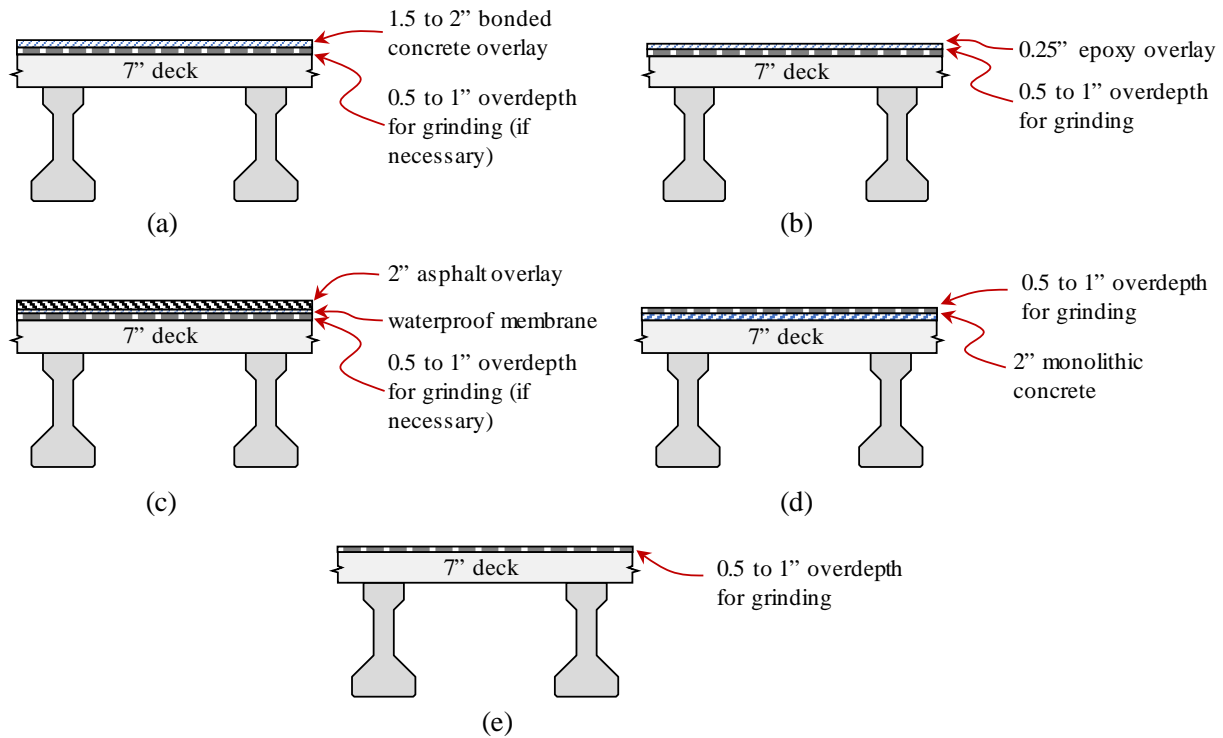 1.5 to 2” bonded
concrete overlay
7” deck
0.5 to 1” overdepth
for grinding (if
necessary)
(a)
0.25” epoxy overlay
7” deck
0.5 to 1” overdepth
for grinding
(b)
2” asphalt overlay
waterproof membrane
7” deck
0.5 to 1” overdepth
for grinding (if
necessary)
(c)
0.5 to 1” overdepth
for grinding
7” deck
2” monolithic
concrete
(d)
7” deck
0.5 to 1” overdepth
for grinding
(e)